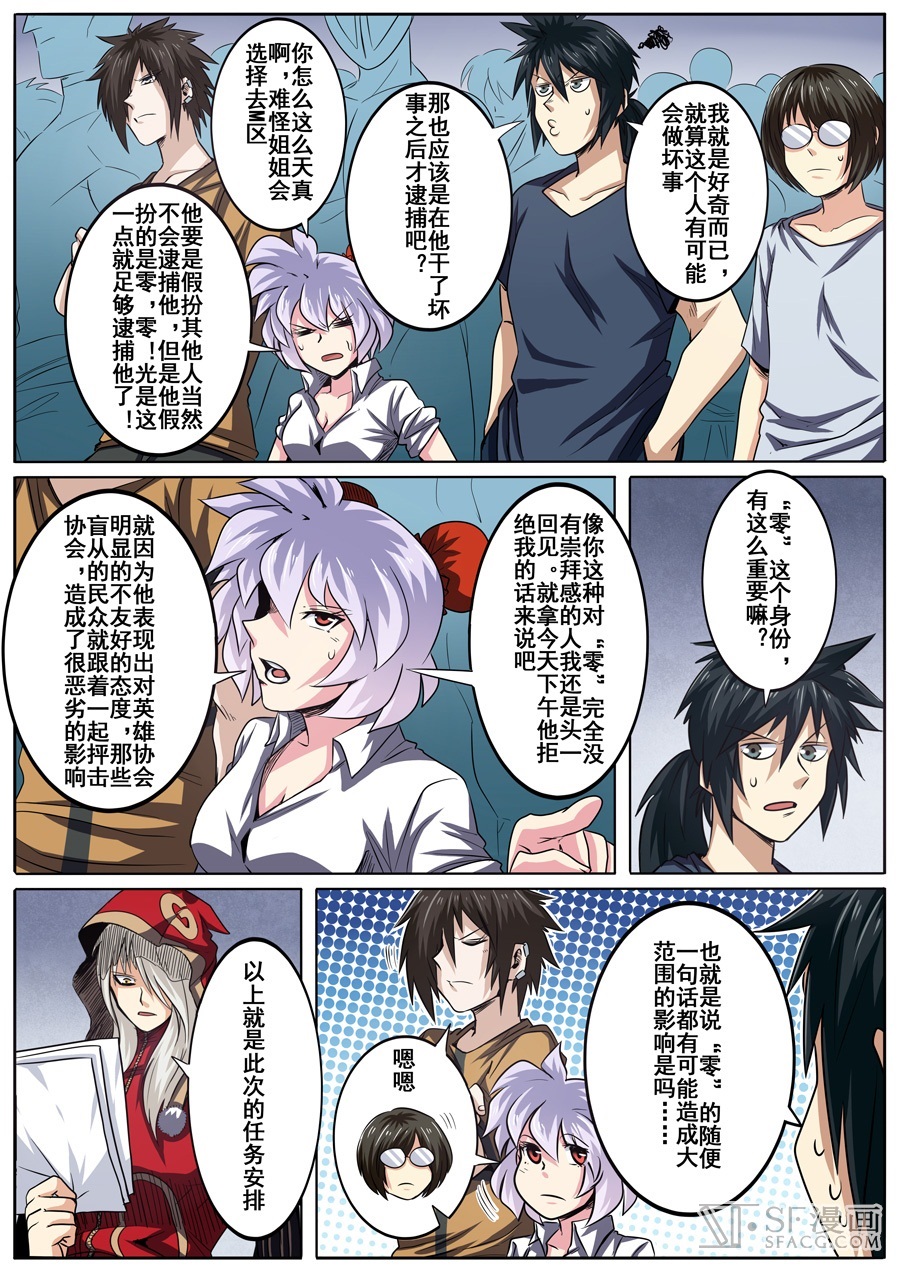 我就是好奇而已，
就算这个人有可能
会做坏事
那也应该是在他干了坏
事之后才逮捕吧？
你怎么这么天真
啊，难怪姐姐会
选择去M区
他要是假扮其他人当然
不会逮捕他，但是他假
扮的是零，零！光是这
一点就足够逮捕他了！
“零”这个身份，
有这么重要嘛？
像你这种对“零”完全没
有崇拜感的人我还是头一
回见。就拿今天下午他拒
绝我的话来说吧
就因为他表现出对英雄协会
明显的不友好的态度，那些
盲从的民众就跟着一起抨击
协会，造成了很恶劣的影响
也就是说“零”的随便
一句话都有可能造成大
范围的影响是吗……
嗯嗯
以上就是此次的任务安排
SF漫画
SFACG.COM